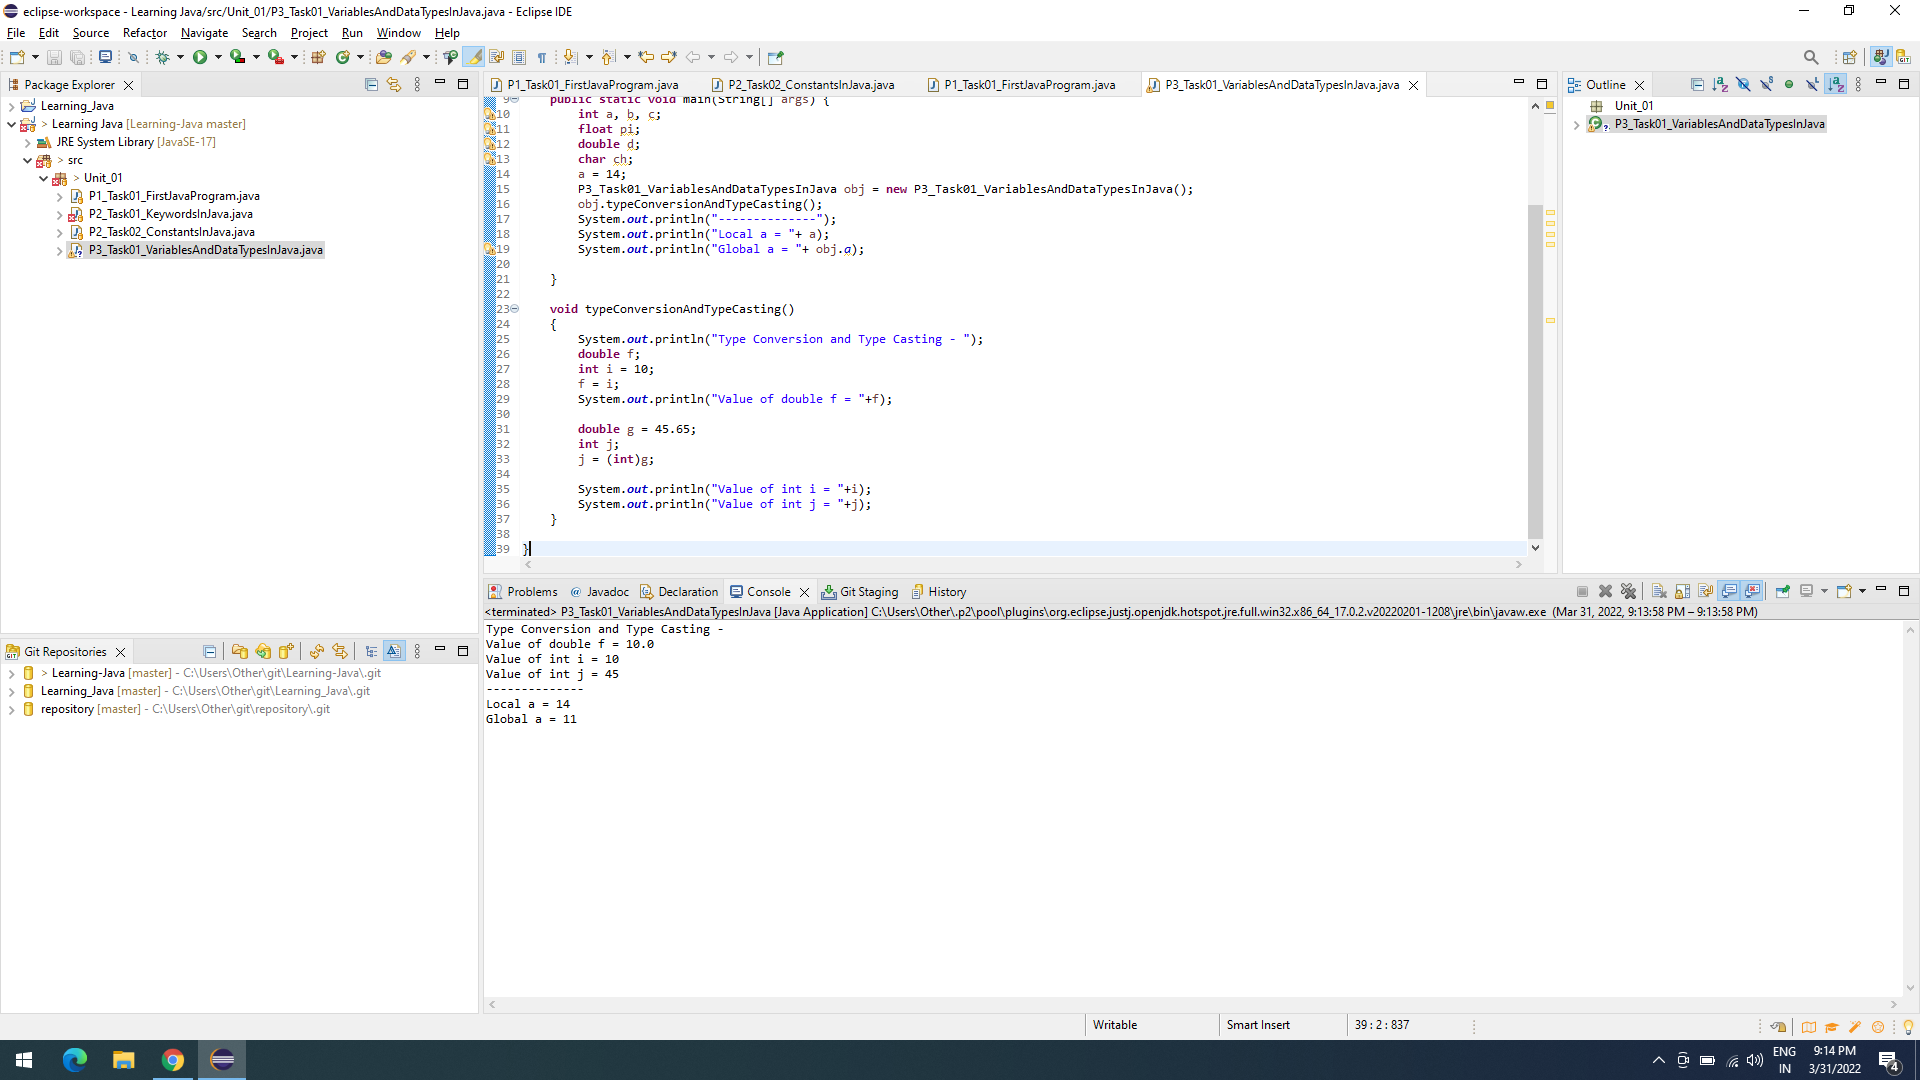 eclipse-workspace - Learning Java/src/Unit_01/P3_Task01_VariablesAndDataTypesInJava.java - Eclipse IDE
File Edit Source Refactor Navigate Search Project Run Window Help
Package Explorer
Learning_Java
> Learning Java [Learning-Java master]
JRE System Library [JavaSE-17]
> src
> Unit_01
P1_Task01_FirstJavaProgram.java
P2_Task01_KeywordsInJava.java
P2_Task02_ConstantsInJava.java
P3_Task01_VariablesAndDataTypesInJava.java
Git Repositories
> Learning-Java [master] - C:\Users\Other\git\Learning-Java\.git
Learning_Java [master] - C:\Users\Other\git\Learning_Java\.git
repository [master] - C:\Users\Other\git\repository\.git
P1_Task01_FirstJavaProgram.java P2_Task02_ConstantsInJava.java P1_Task01_FirstJavaProgram.java P3_Task01_VariablesAndDataTypesInJava.java
9 public static void main(String[] args) {
10 int a, b, c;
11 float pi;
12 double d;
13 char ch;
14 a = 14;
15 P3_Task01_VariablesAndDataTypesInJava obj = new P3_Task01_VariablesAndDataTypesInJava();
16 obj.typeConversionAndTypeCasting();
17 System.out.println("--------------");
18 System.out.println("Local a = "+ a);
19 System.out.println("Global a = "+ obj.a);
20
21 }
22
23 void typeConversionAndTypeCasting()
24 {
25 System.out.println("Type Conversion and Type Casting - ");
26 double f;
27 int i = 10;
28 f = i;
29 System.out.println("Value of double f = "+f);
30
31 double g = 45.65;
32 int j;
33 j = (int)g;
34
35 System.out.println("Value of int i = "+i);
36 System.out.println("Value of int j = "+j);
37 }
38
39 }
Outline
Unit_01
P3_Task01_VariablesAndDataTypesInJava
Problems Javadoc Declaration Console Git Staging History
<terminated> P3_Task01_VariablesAndDataTypesInJava [Java Application] C:\Users\Other\.p2\pool\plugins\org.eclipse.justj.openjdk.hotspot.jre.full.win32.x86_64_17.0.2.v20220201-1208\jre\bin\javaw.exe (Mar 31, 2022, 9:13:58 PM – 9:13:58 PM)
Type Conversion and Type Casting -
Value of double f = 10.0
Value of int i = 10
Value of int j = 45
--------------
Local a = 14
Global a = 11
Writable Smart Insert 39 : 2 : 837
ENG
IN
9:14 PM
3/31/2022
4